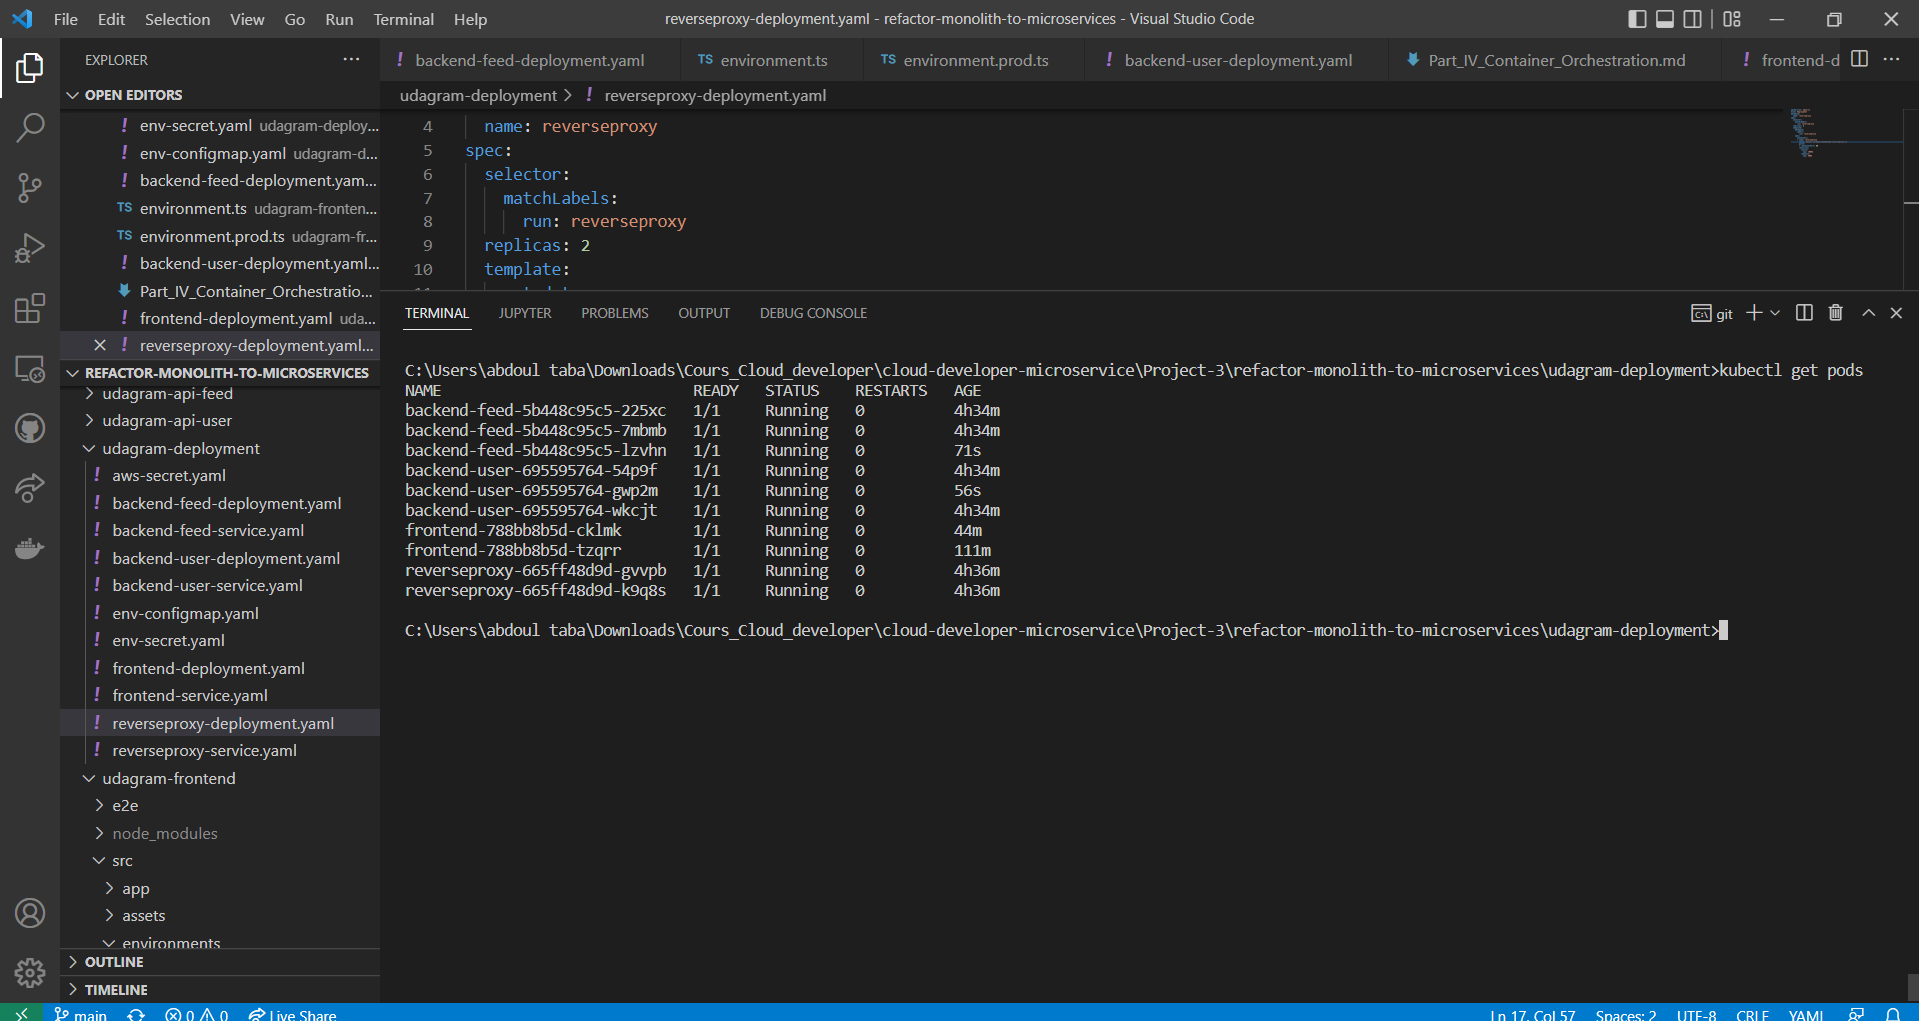 File Edit Selection View Go Run Terminal Help
reverseproxy-deployment.yaml - refactor-monolith-to-microservices - Visual Studio Code
EXPLORER
OPEN EDITORS
! env-secret.yaml udagram-deploy...
! env-configmap.yaml udagram-d...
! backend-feed-deployment.yam...
TS environment.ts udagram-fronten...
TS environment.prod.ts udagram-fr...
! backend-user-deployment.yaml...
Part_IV_Container_Orchestratio...
! frontend-deployment.yaml uda...
! reverseproxy-deployment.yaml...
REFACTOR-MONOLITH-TO-MICROSERVICES
udagram-api-feed
udagram-api-user
udagram-deployment
! aws-secret.yaml
! backend-feed-deployment.yaml
! backend-feed-service.yaml
! backend-user-deployment.yaml
! backend-user-service.yaml
! env-configmap.yaml
! env-secret.yaml
! frontend-deployment.yaml
! frontend-service.yaml
! reverseproxy-deployment.yaml
! reverseproxy-service.yaml
udagram-frontend
e2e
node_modules
src
app
assets
environments
OUTLINE
TIMELINE
! backend-feed-deployment.yaml TS environment.ts TS environment.prod.ts ! backend-user-deployment.yaml Part_IV_Container_Orchestration.md ! frontend-d
udagram-deployment > ! reverseproxy-deployment.yaml
4 name: reverseproxy
5 spec:
6 selector:
7 matchLabels:
8 run: reverseproxy
9 replicas: 2
10 template:
TERMINAL JUPYTER PROBLEMS OUTPUT DEBUG CONSOLE
git
C:\Users\abdoul taba\Downloads\Cours_Cloud_developer\cloud-developer-microservice\Project-3\refactor-monolith-to-microservices\udagram-deployment>kubectl get pods
NAME READY STATUS RESTARTS AGE
backend-feed-5b448c95c5-225xc 1/1 Running 0 4h34m
backend-feed-5b448c95c5-7mbmb 1/1 Running 0 4h34m
backend-feed-5b448c95c5-lzvhn 1/1 Running 0 71s
backend-user-695595764-54p9f 1/1 Running 0 4h34m
backend-user-695595764-gwp2m 1/1 Running 0 56s
backend-user-695595764-wkcjt 1/1 Running 0 4h34m
frontend-788bb8b5d-cklmk 1/1 Running 0 44m
frontend-788bb8b5d-tzqrr 1/1 Running 0 111m
reverseproxy-665ff48d9d-gvvpb 1/1 Running 0 4h36m
reverseproxy-665ff48d9d-k9q8s 1/1 Running 0 4h36m
C:\Users\abdoul taba\Downloads\Cours_Cloud_developer\cloud-developer-microservice\Project-3\refactor-monolith-to-microservices\udagram-deployment>
main 0 0 Live Share Ln 17, Col 57 Spaces: 2 UTF-8 CRLF YAML